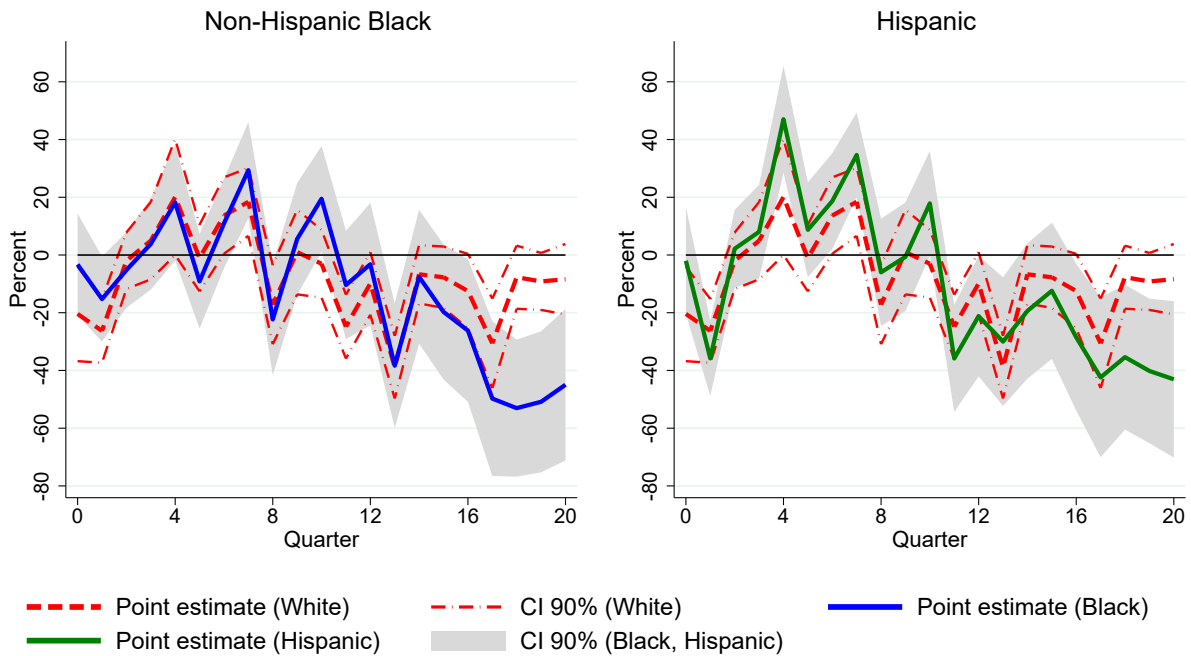 Non-Hispanic Black
Percent
60
40
20
0
-20
-40
-60
-80
0 4 8 12 16 20
Quarter
Hispanic
Percent
60
40
20
0
-20
-40
-60
-80
0 4 8 12 16 20
Quarter
Point estimate (White) CI 90% (White) Point estimate (Black)
Point estimate (Hispanic) CI 90% (Black, Hispanic)